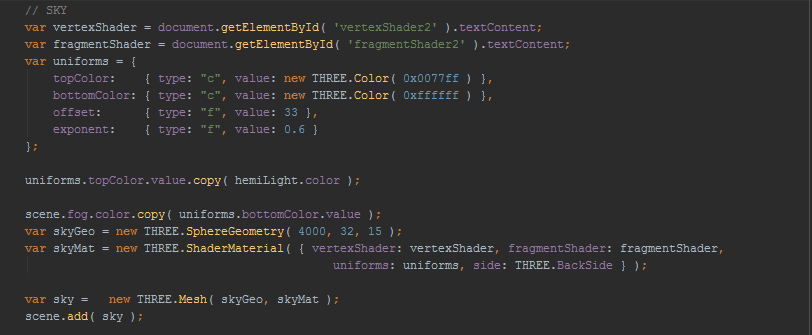 // SKY
var vertexShader = document.getElementById( 'vertexShader2' ).textContent;
var fragmentShader = document.getElementById( 'fragmentShader2' ).textContent;
var uniforms = {
    topColor:    { type: "c", value: new THREE.Color( 0x0077ff ) },
    bottomColor: { type: "c", value: new THREE.Color( 0xffffff ) },
    offset:      { type: "f", value: 33 },
    exponent:    { type: "f", value: 0.6 }
};
uniforms.topColor.value.copy( hemiLight.color );
scene.fog.color.copy( uniforms.bottomColor.value );
var skyGeo = new THREE.SphereGeometry( 4000, 32, 15 );
var skyMat = new THREE.ShaderMaterial( { vertexShader: vertexShader, fragmentShader: fragmentShader,
                                          uniforms: uniforms, side: THREE.BackSide } );
var sky =   new THREE.Mesh( skyGeo, skyMat );
scene.add( sky );